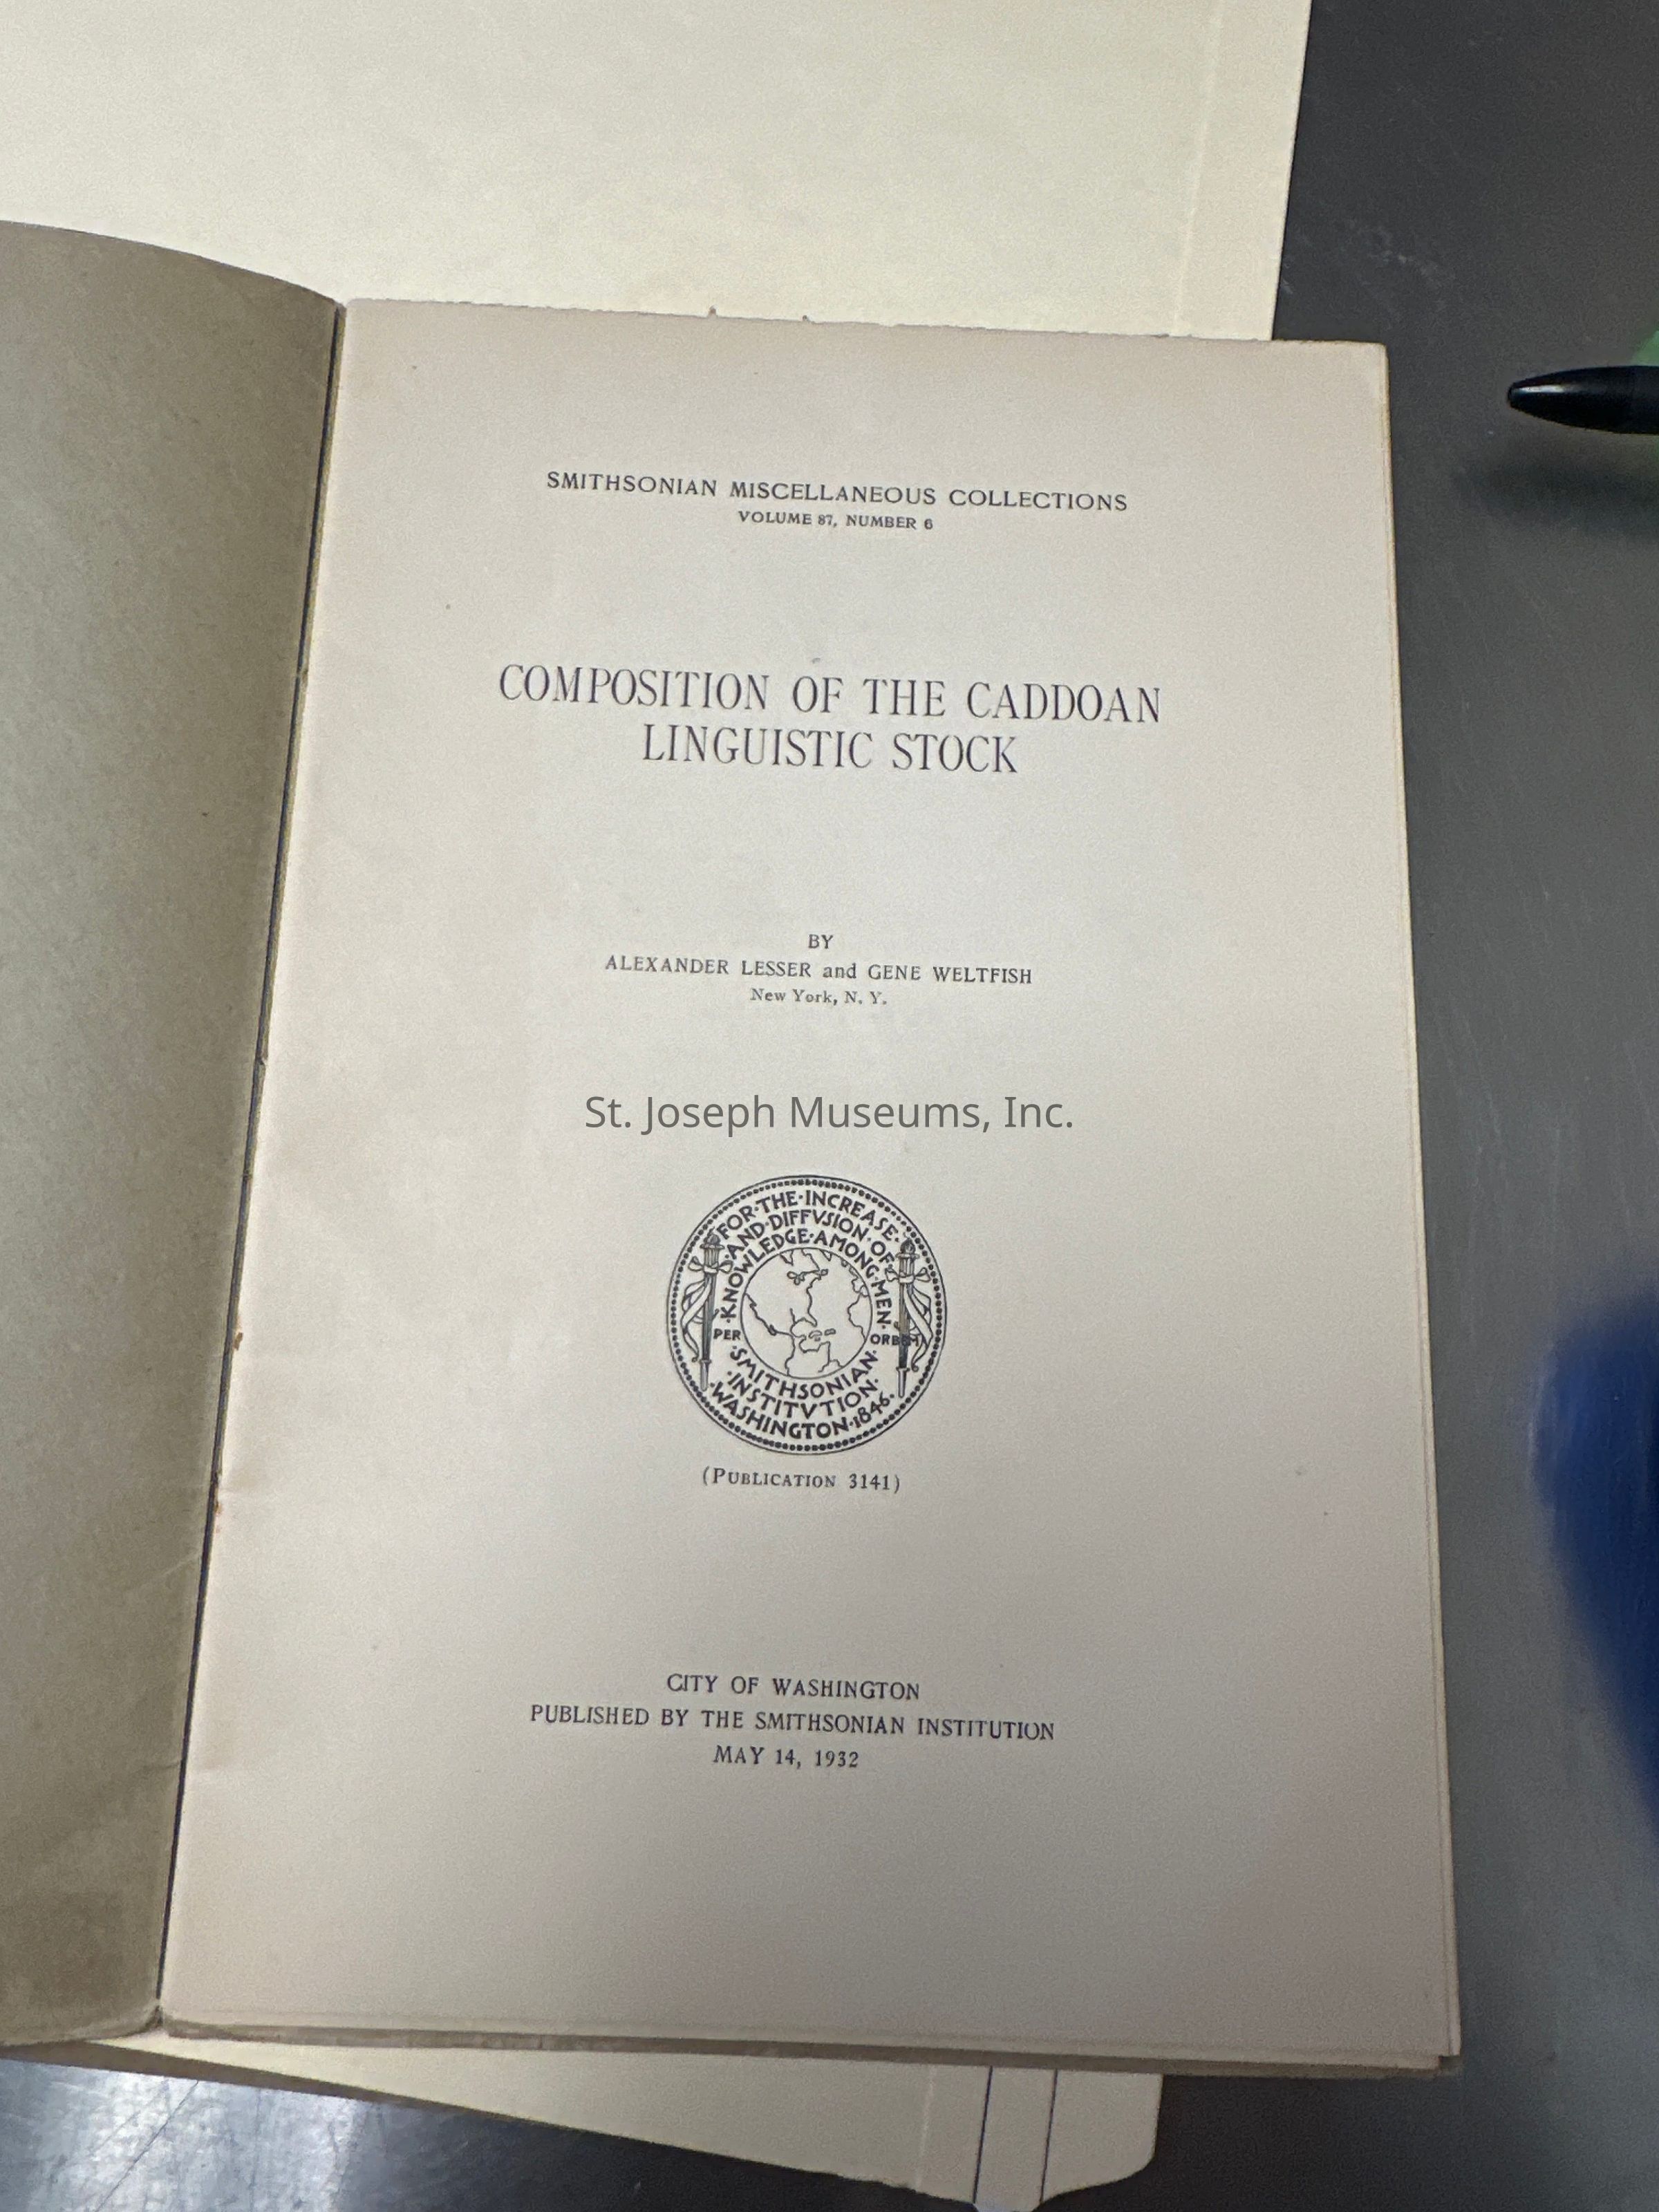 SMITHSONIAN MISCELLANEOUS COLLECTIONS
VOLUME 87, NUMBER 6
COMPOSITION OF THE CADDOAN
LINGUISTIC STOCK
BY
ALEXANDER LESSER and GENE WELTFISH
New York, N. Y.
St. Joseph Museums, Inc.
FOR·THE·INCREASE·
AND·DIFFVSION·OF·
KNOWLEDGE·AMONG·MEN·
PER
ORBEM
·SMITHSONIAN·
·INSTITVTION·
·WASHINGTON·1846·
(PUBLICATION 3141)
CITY OF WASHINGTON
PUBLISHED BY THE SMITHSONIAN INSTITUTION
MAY 14, 1932